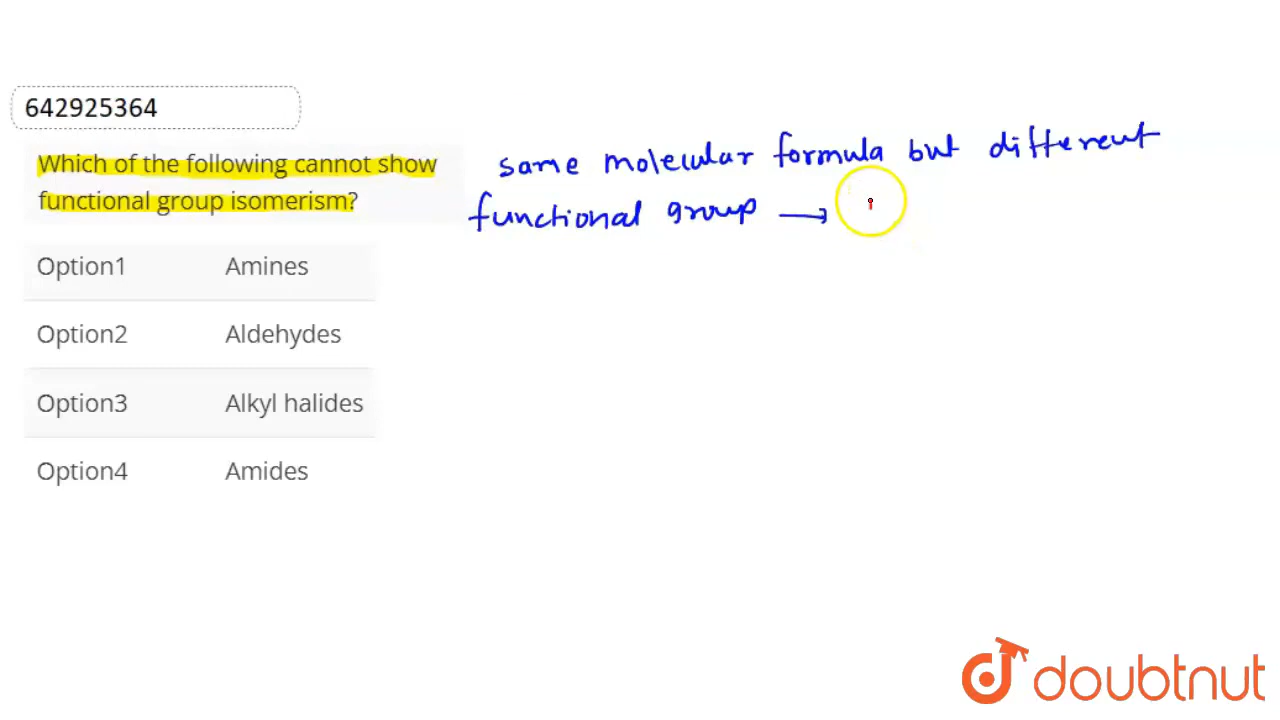 642925364
Which of the following cannot show
functional group isomerism?
same molecular formula but different
functional group →
Option1 Amines
Option2 Aldehydes
Option3 Alkyl halides
Option4 Amides
doubtnut